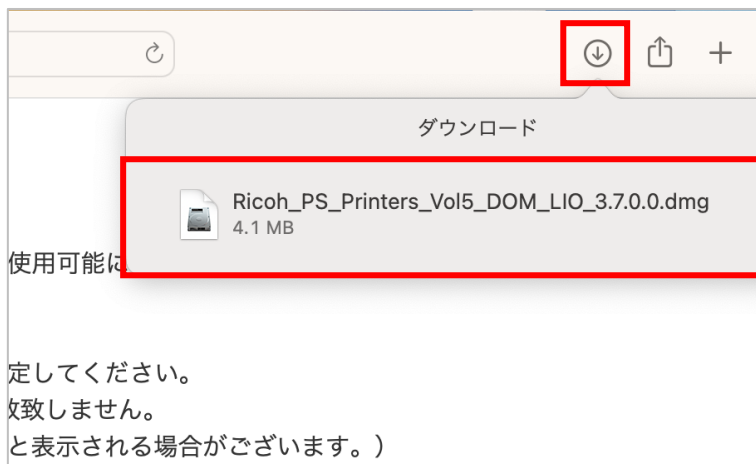 ダウンロード
Ricoh_PS_Printers_Vol5_DOM_LIO_3.7.0.0.dmg
4.1 MB
使用可能に
定してください。
致しません。
と表示される場合がございます。）